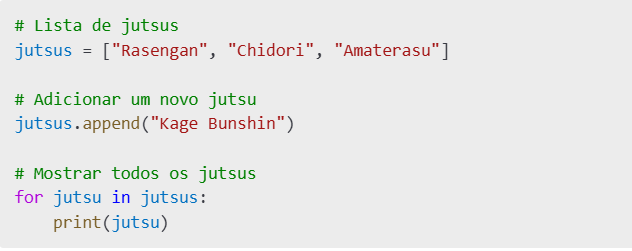 # Lista de jutsus
jutsus = ["Rasengan", "Chidori", "Amaterasu"]

# Adicionar um novo jutsu
jutsus.append("Kage Bunshin")

# Mostrar todos os jutsus
for jutsu in jutsus:
    print(jutsu)